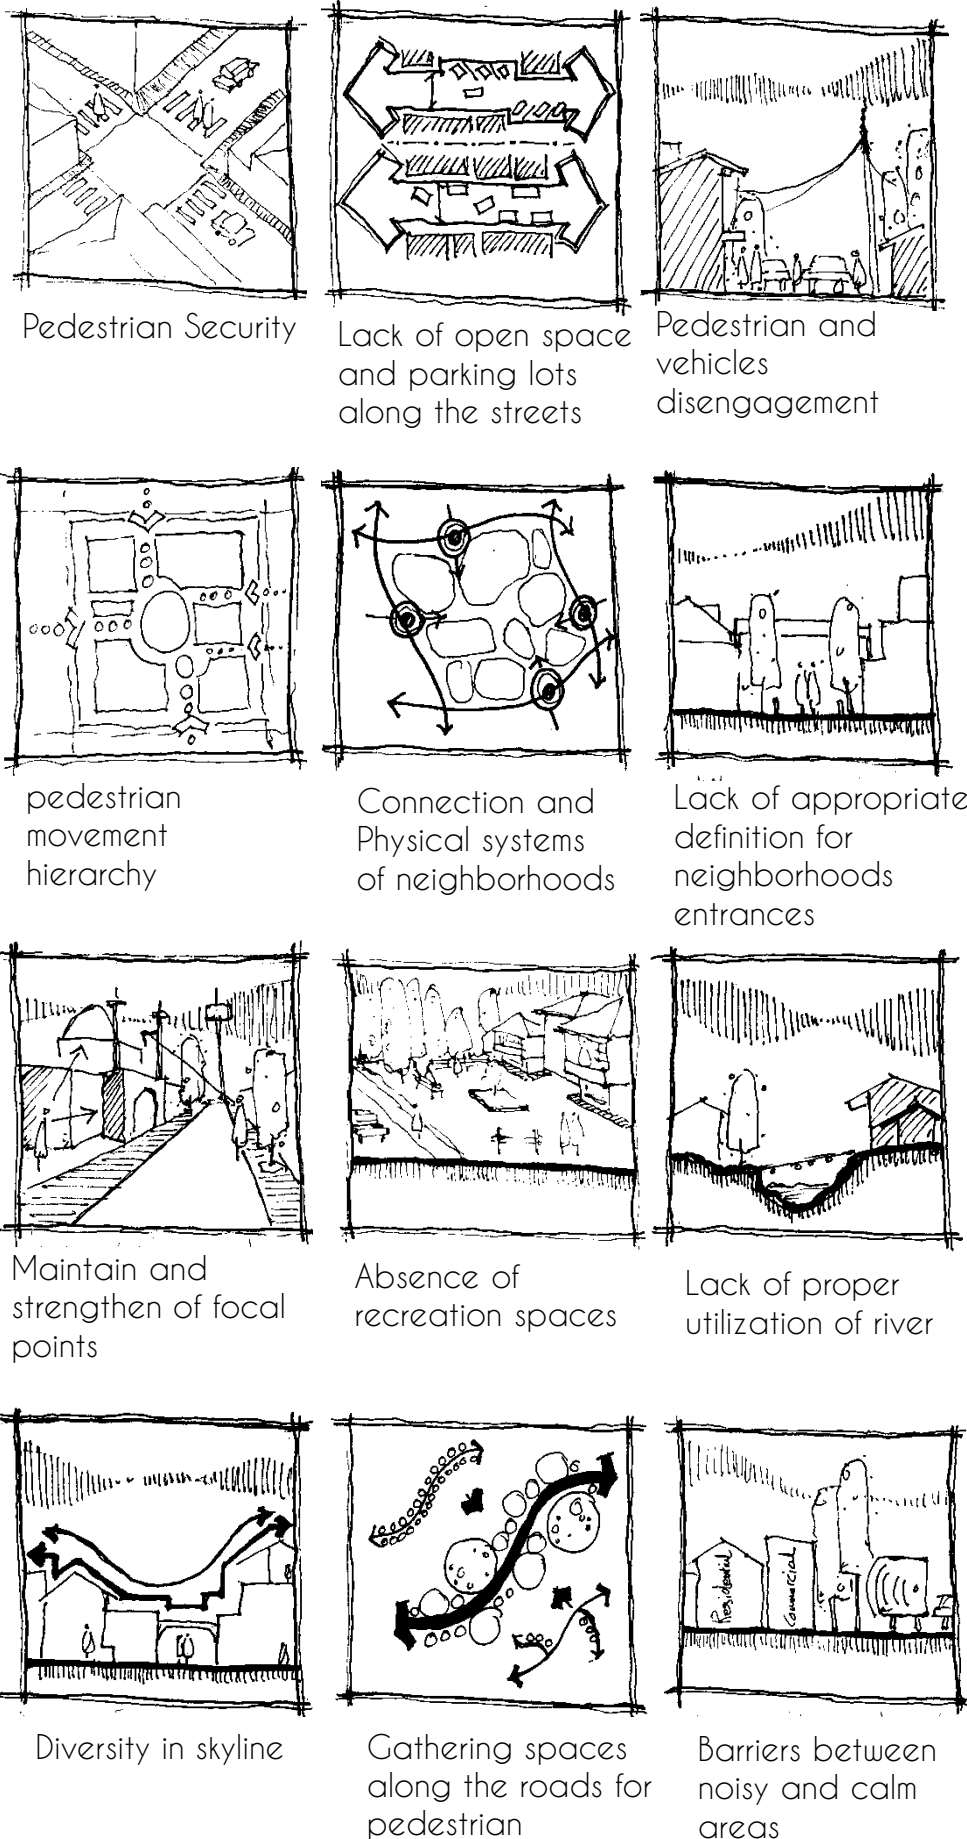 Pedestrian Security
Lack of open space
and parking lots
along the streets
Pedestrian and
vehicles
disengagement
pedestrian
movement
hierarchy
Connection and
Physical systems
of neighborhoods
Lack of appropriate
definition for
neighborhoods
entrances
Maintain and
strengthen of focal
points
Absence of
recreation spaces
Lack of proper
utilization of river
Residential
Commercial
Diversity in skyline
Gathering spaces
along the roads for
pedestrian
Barriers between
noisy and calm
areas